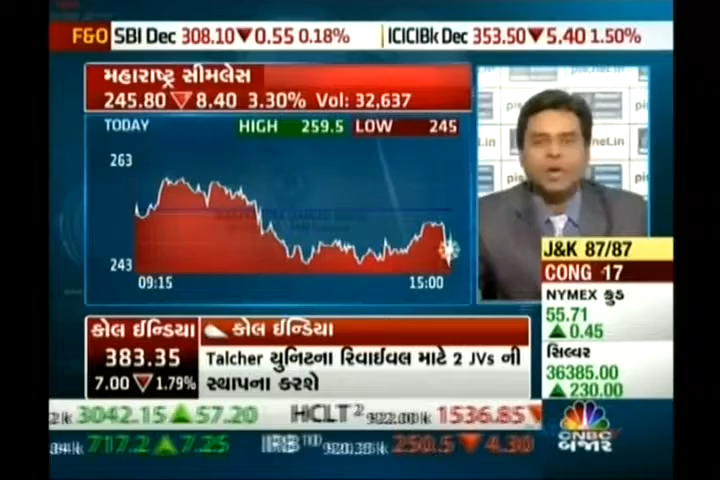 F&O SBI Dec 308.10▼0.55 0.18% ICICIBk Dec 353.50▼5.40 1.50%
મહારાષ્ટ્ર સીમલેસ
245.80 ▼ 8.40 3.30% Vol: 32,637
TODAY HIGH 259.5 LOW 245
263
243
09:15 15:00
J&K 87/87
CONG 17
NYMEX ક્રુડ
55.71
▲0.45
સિલ્વર
36385.00
▲230.00
કોલ ઈન્ડિયા
383.35
7.00 ▼ 1.79%
કોલ ઈન્ડિયા
Talcher યુનિટના રિવાઈવલ માટે 2 JVs ની
સ્થાપના કરશે
3042.15▲57.20 HCLT 1536.85▼
717.2▲7.25 IRB 250.5▼4.30
CNBC
બજાર